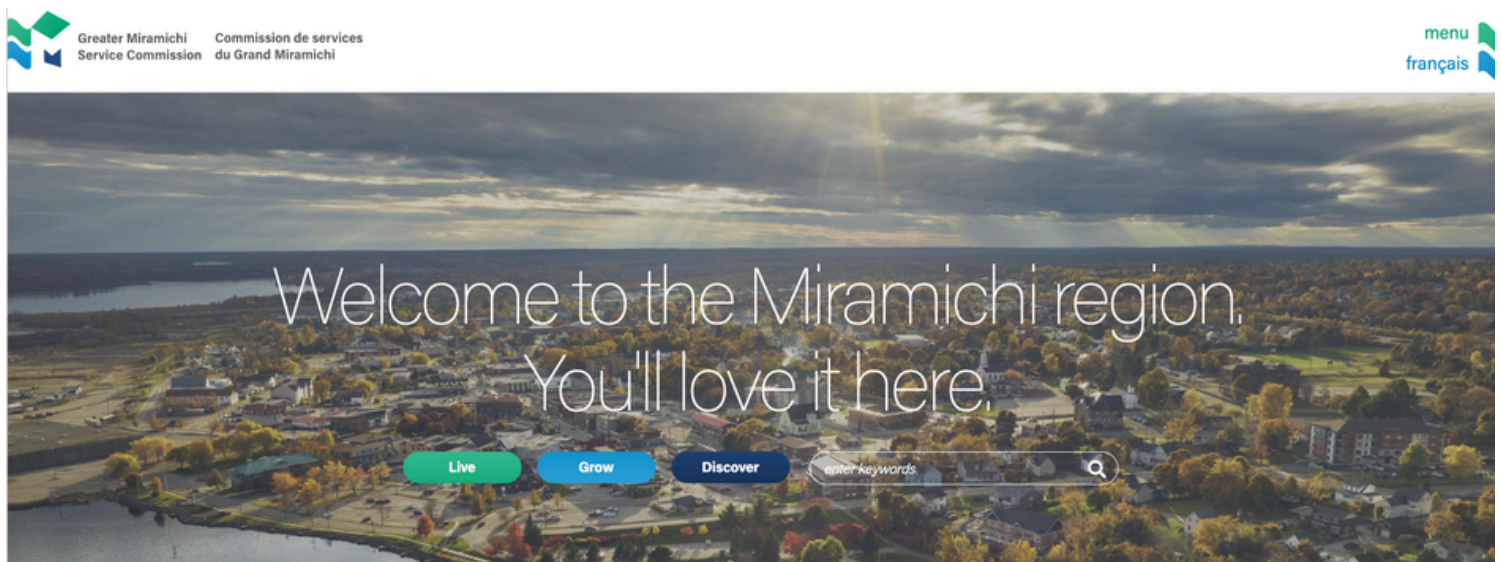 Greater Miramichi
Service Commission
Commission de services
du Grand Miramichi
menu
français
Welcome to the Miramichi region.
You'll love it here.
Live
Grow
Discover
enter keywords